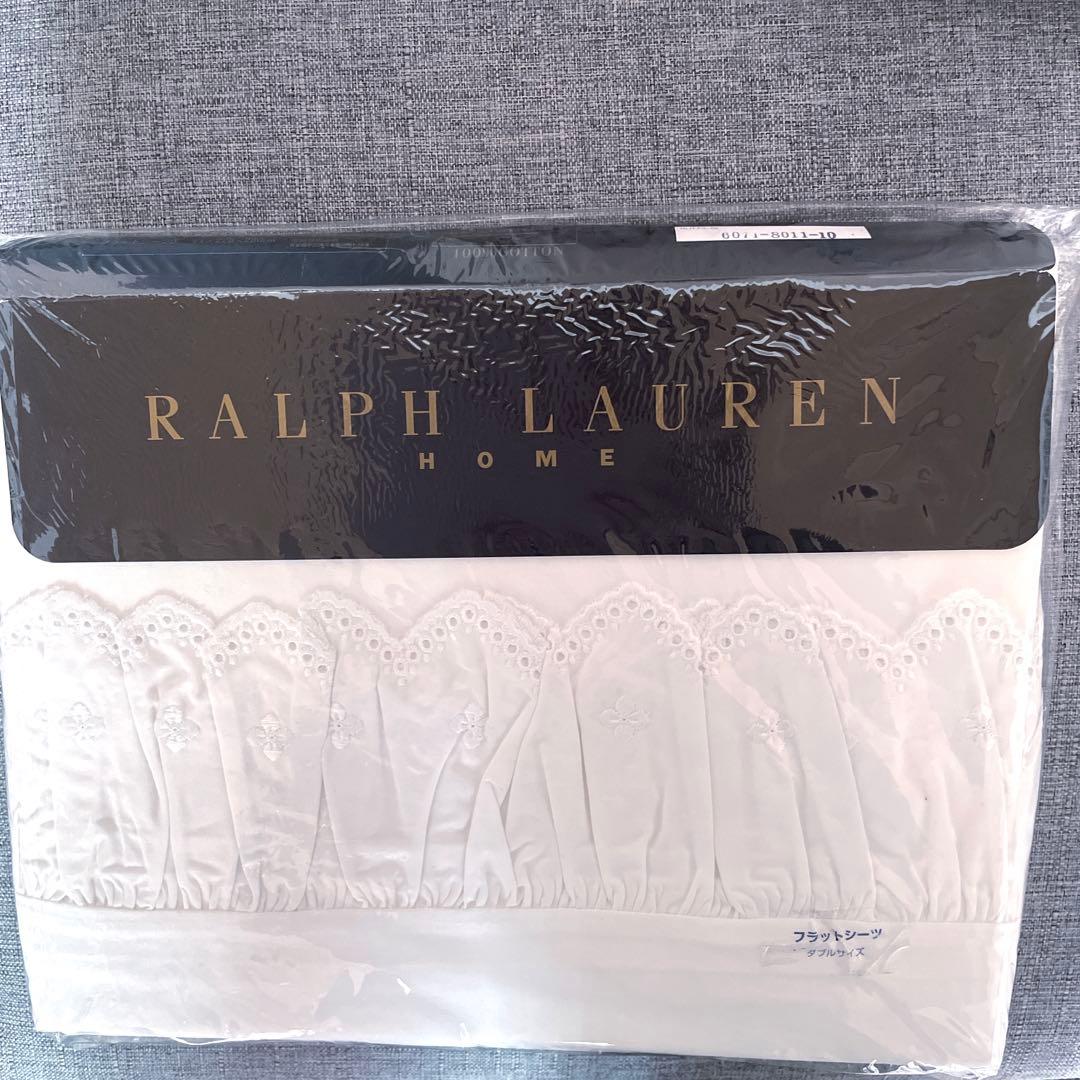 6071-8011-10
100% COTTON
RALPH LAUREN
HOME
フラットシーツ
ダブルサイズ